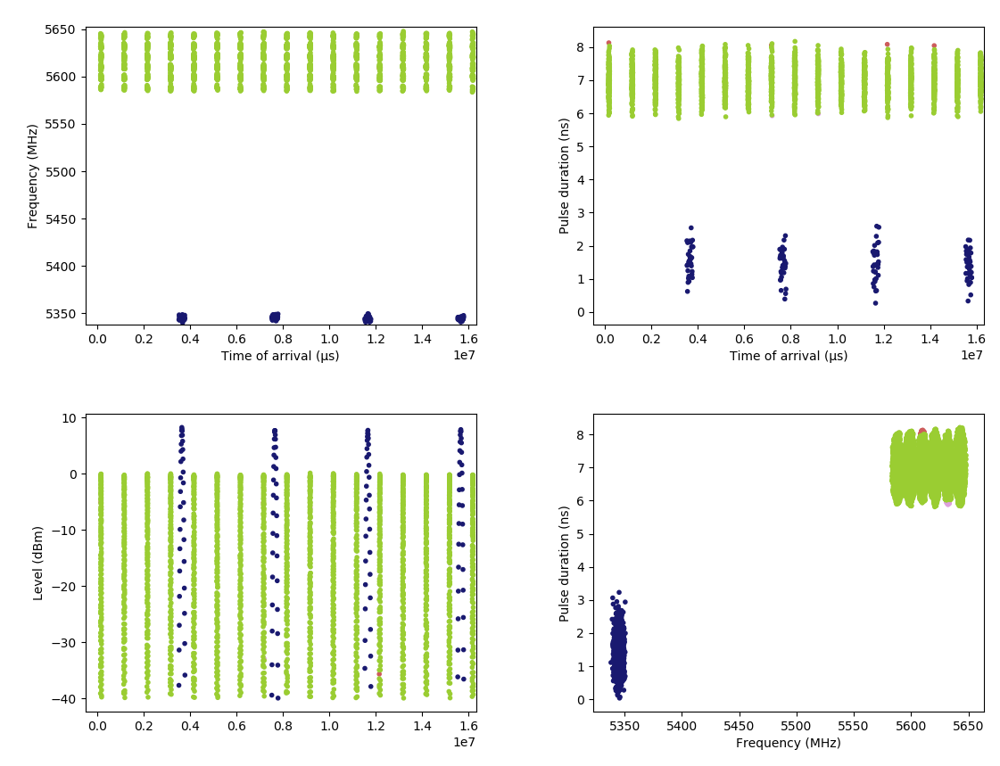 5650
5600
5550
5500
5450
5400
5350
Frequency (MHz)
0.0 0.2 0.4 0.6 0.8 1.0 1.2 1.4 1.6
Time of arrival (µs)
1e7
8
7
6
5
4
3
2
1
0
Pulse duration (ns)
0.0 0.2 0.4 0.6 0.8 1.0 1.2 1.4 1.6
Time of arrival (µs)
1e7
10
0
−10
−20
−30
−40
Level (dBm)
0.0 0.2 0.4 0.6 0.8 1.0 1.2 1.4 1.6
1e7
8
7
6
5
4
3
2
1
0
Pulse duration (ns)
5350 5400 5450 5500 5550 5600 5650
Frequency (MHz)